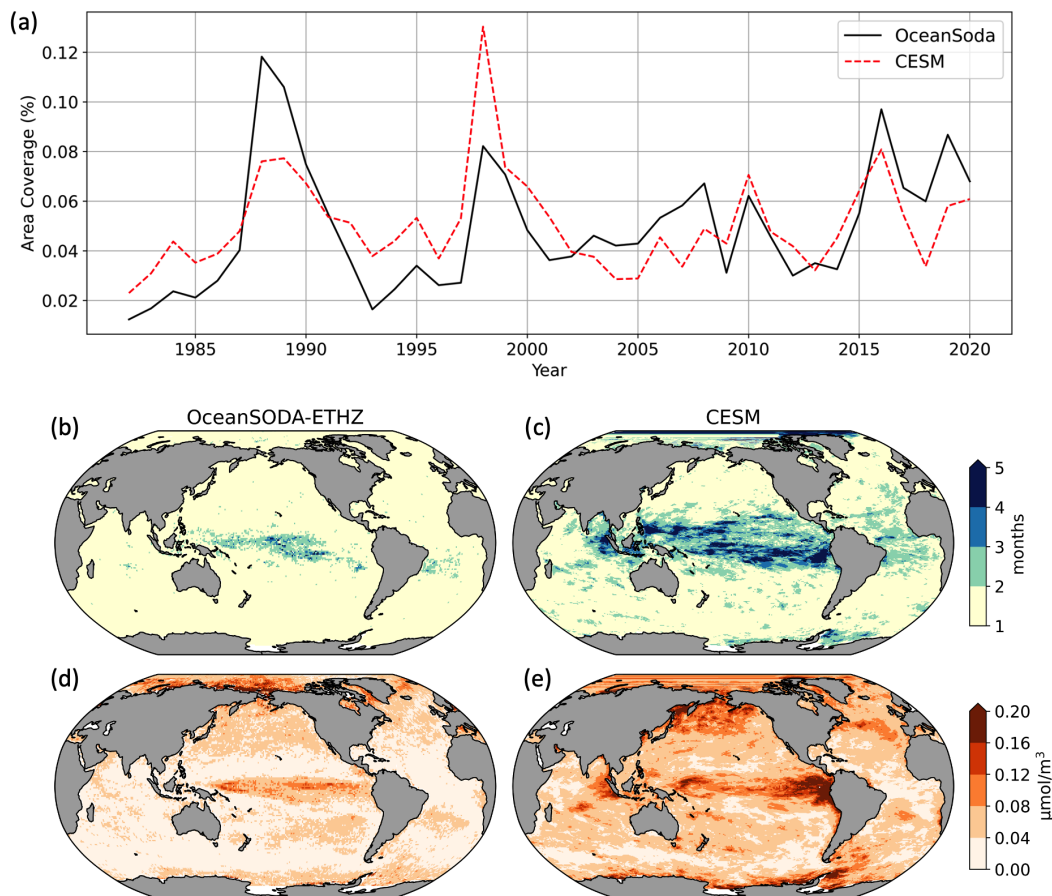 (a)
OceanSoda
CESM
Area Coverage (%)
0.12
0.10
0.08
0.06
0.04
0.02
1985 1990 1995 2000 2005 2010 2015 2020
Year
OceanSODA-ETHZ CESM
(b) (c)
5
4
3
2
1
months
(d) (e)
0.20
0.16
0.12
0.08
0.04
0.00
μmol/m³